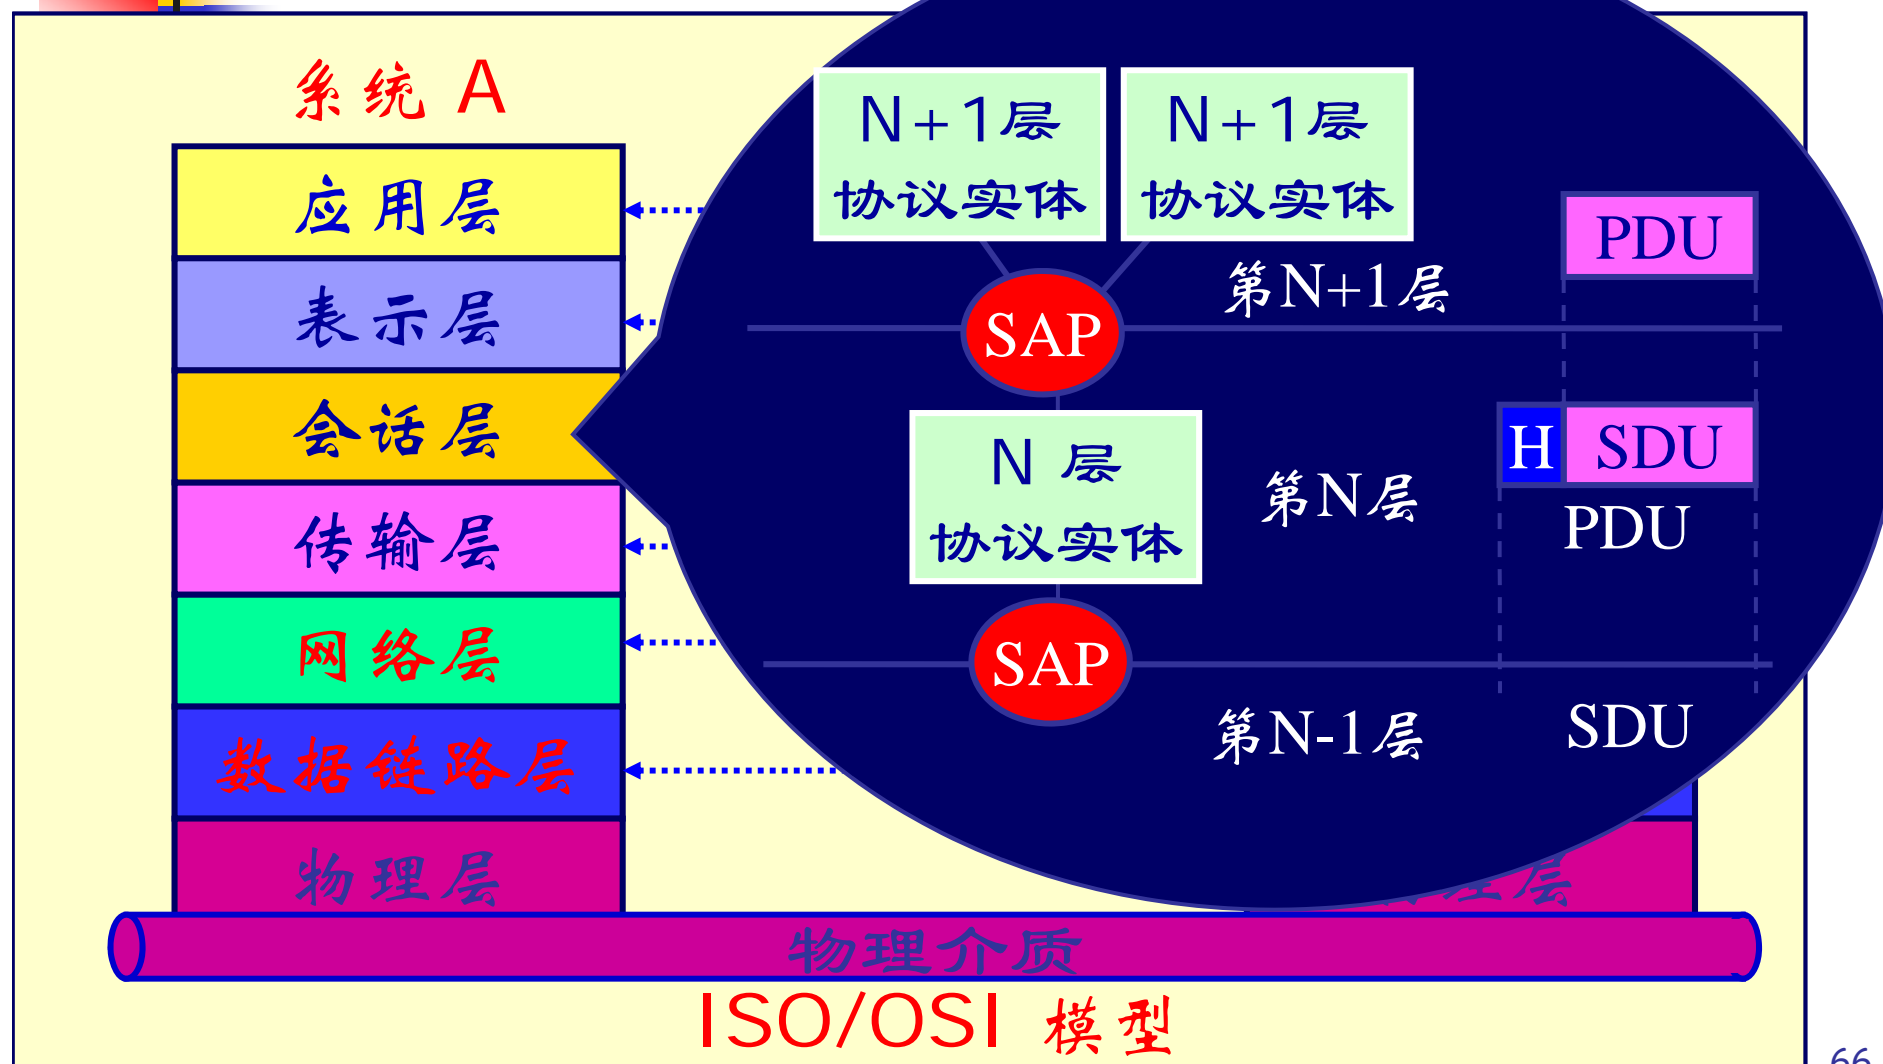 系统 A
应用层
表示层
会话层
传输层
网络层
数据链路层
物理层
N+1层
协议实体
N+1层
协议实体
PDU
第N+1层
SAP
H SDU
N 层
协议实体
第N层
PDU
SAP
第N-1层
SDU
理层
物理介质
ISO/OSI 模型
66